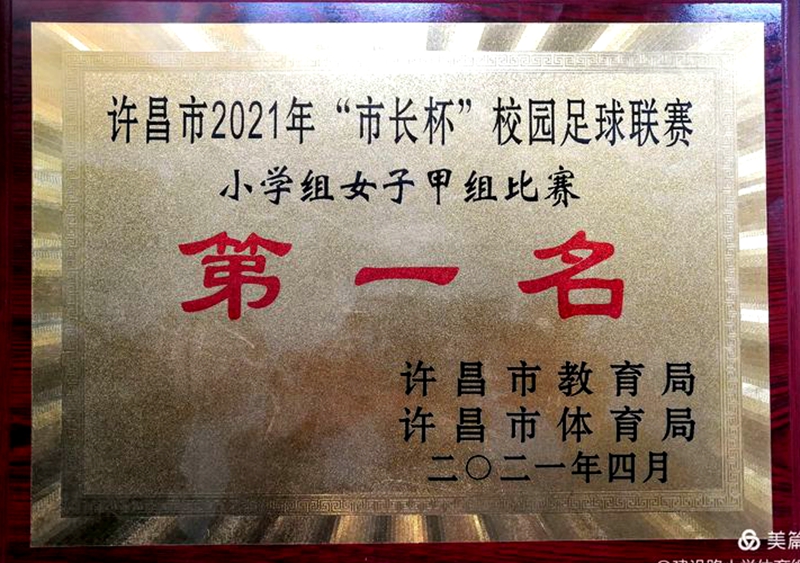 许昌市2021年“市长杯”校园足球联赛
小学组女子甲组比赛
第一名
许昌市教育局
许昌市体育局
二〇二一年四月
美篇